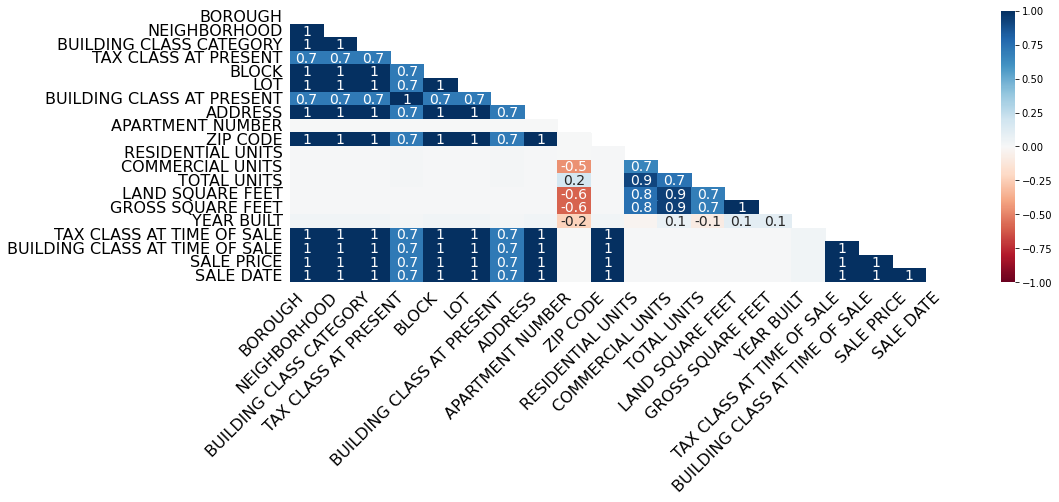 BOROUGH
NEIGHBORHOOD 1
BUILDING CLASS CATEGORY 1 1
TAX CLASS AT PRESENT 0.7 0.7 0.7
BLOCK 1 1 1 0.7
LOT 1 1 1 0.7 1
BUILDING CLASS AT PRESENT 0.7 0.7 0.7 1 0.7 0.7
ADDRESS 1 1 1 0.7 1 1 0.7
APARTMENT NUMBER
ZIP CODE 1 1 1 0.7 1 1 0.7 1
RESIDENTIAL UNITS
COMMERCIAL UNITS -0.5 0.7
TOTAL UNITS 0.2 0.9 0.7
LAND SQUARE FEET -0.6 0.8 0.9 0.7
GROSS SQUARE FEET -0.6 0.8 0.9 0.7 1
YEAR BUILT -0.2 0.1 -0.1 0.1 0.1
TAX CLASS AT TIME OF SALE 1 1 1 0.7 1 1 0.7 1 1
BUILDING CLASS AT TIME OF SALE 1 1 1 0.7 1 1 0.7 1 1 1
SALE PRICE 1 1 1 0.7 1 1 0.7 1 1 1 1
SALE DATE 1 1 1 0.7 1 1 0.7 1 1 1 1 1
BOROUGH
NEIGHBORHOOD
BUILDING CLASS CATEGORY
TAX CLASS AT PRESENT
BLOCK
LOT
BUILDING CLASS AT PRESENT
ADDRESS
APARTMENT NUMBER
ZIP CODE
RESIDENTIAL UNITS
COMMERCIAL UNITS
TOTAL UNITS
LAND SQUARE FEET
GROSS SQUARE FEET
YEAR BUILT
TAX CLASS AT TIME OF SALE
BUILDING CLASS AT TIME OF SALE
SALE PRICE
SALE DATE
1.00
0.75
0.50
0.25
0.00
-0.25
-0.50
-0.75
-1.00